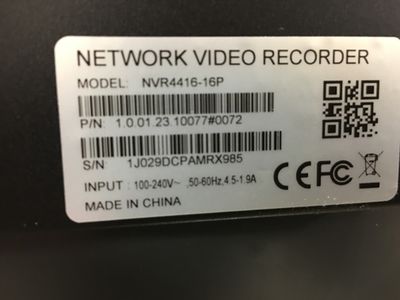 NETWORK VIDEO RECORDER
MODEL: NVR4416-16P
P/N: 1.0.01.23.10077#0072
S/N: 1J029DCPAMRX985
INPUT : 100-240V~ ,50-60Hz,4.5-1.9A
CE FC
MADE IN CHINA